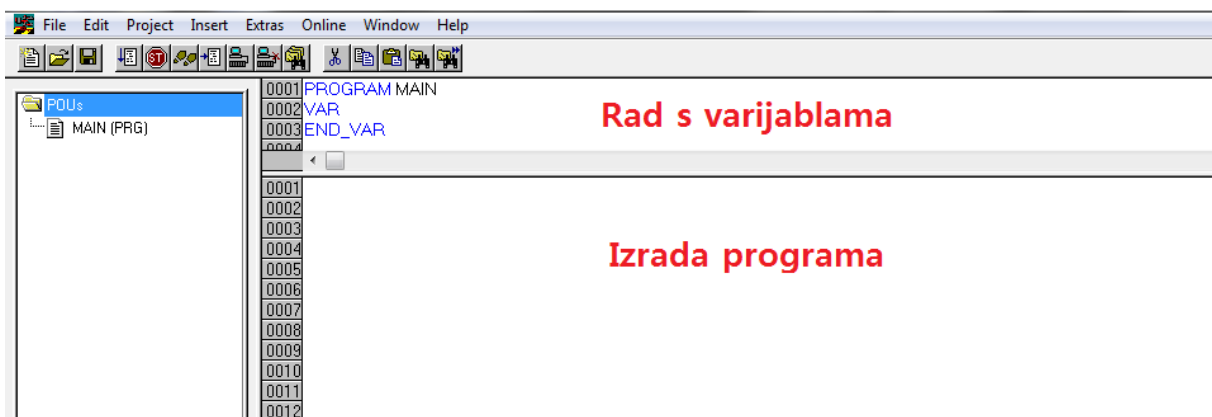 File Edit Project Insert Extras Online Window Help
POUs
MAIN (PRG)
0001 PROGRAM MAIN
0002 VAR
0003 END_VAR
0004
Rad s varijablama
0001
0002
0003
0004
0005
0006
0007
0008
0009
0010
0011
0012
Izrada programa